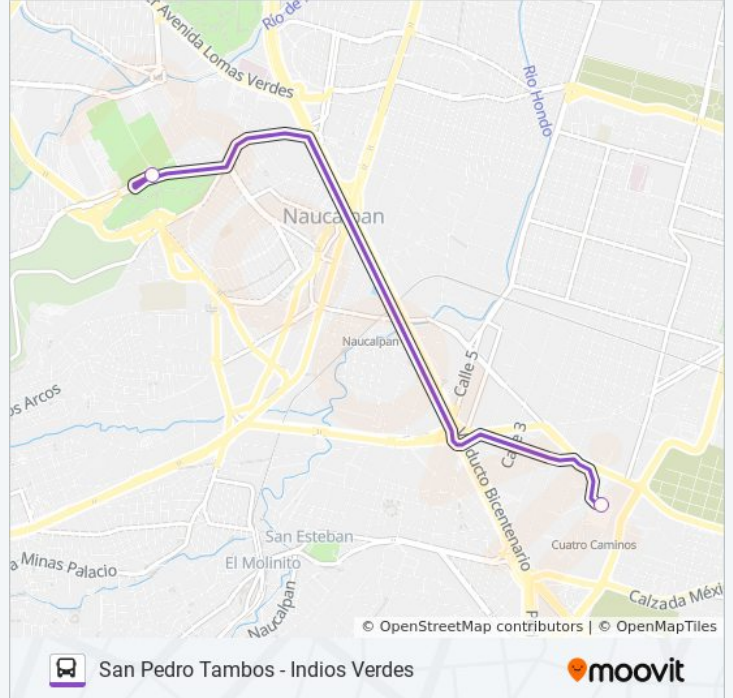 Río de
Avenida Lomas Verdes
Río Hondo
Naucalpan
Naucalpan
Calle 5
os Arcos
Calle 3
Viaducto Bicentenario
San Esteban
El Molinito
Cuatro Caminos
a Minas Palacio
Naucalpan
Calzada Méxi
© OpenStreetMap contributors | © OpenMapTiles
San Pedro Tambos - Indios Verdes
moovit